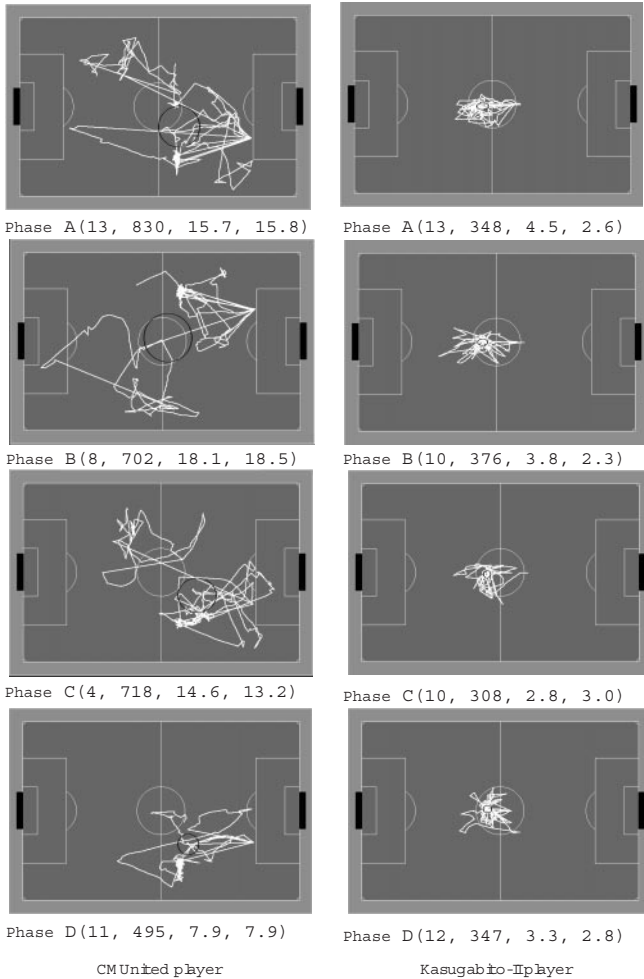 Phase A(13, 830, 15.7, 15.8)
Phase A(13, 348, 4.5, 2.6)
Phase B(8, 702, 18.1, 18.5)
Phase B(10, 376, 3.8, 2.3)
Phase C(4, 718, 14.6, 13.2)
Phase C(10, 308, 2.8, 3.0)
Phase D(11, 495, 7.9, 7.9)
Phase D(12, 347, 3.3, 2.8)
CMUnited player
Kasugabito-II player